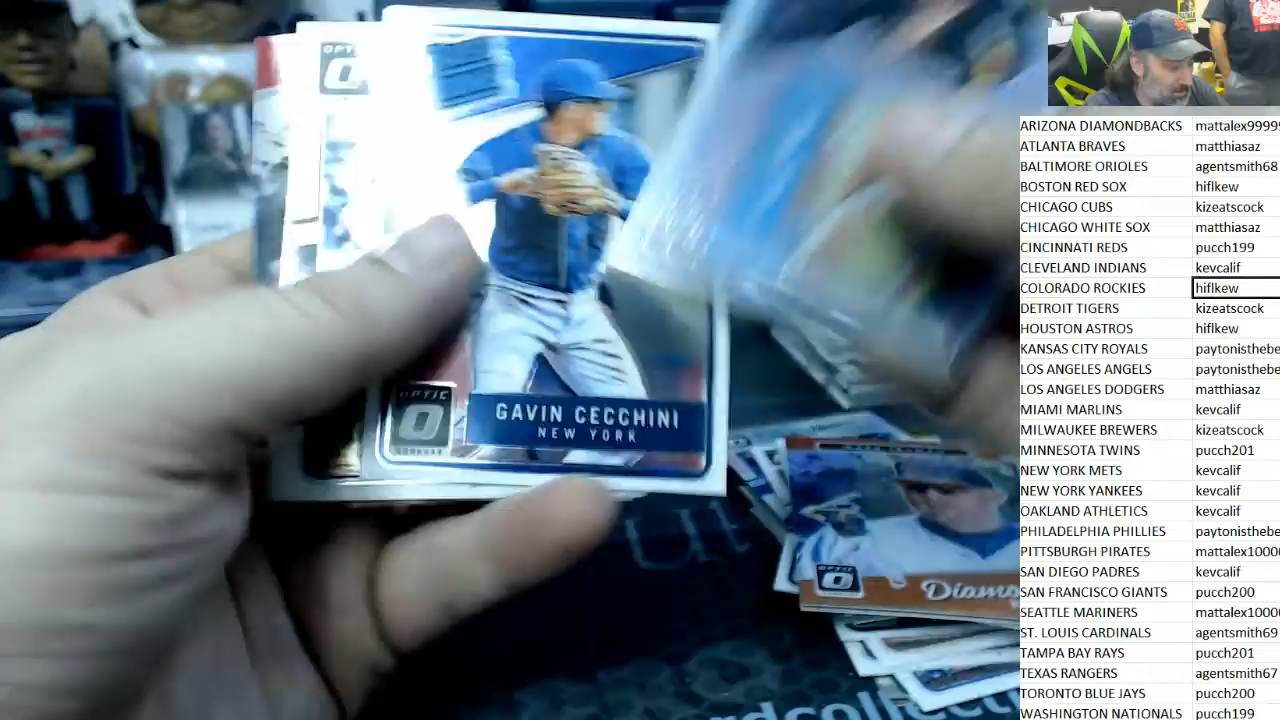 OPTIC
O
GAVIN CECCHINI
NEW YORK
OPTIC
O
DONRUSS
O
ARIZONA DIAMONDBACKS mattalex9999
ATLANTA BRAVES matthiasaz
BALTIMORE ORIOLES agentsmith68
BOSTON RED SOX hiflkew
CHICAGO CUBS kizeatscock
CHICAGO WHITE SOX matthiasaz
CINCINNATI REDS pucch199
CLEVELAND INDIANS kevcalif
COLORADO ROCKIES hiflkew
DETROIT TIGERS kizeatscock
HOUSTON ASTROS hiflkew
KANSAS CITY ROYALS paytonisthebe
LOS ANGELES ANGELS paytonisthebe
LOS ANGELES DODGERS matthiasaz
MIAMI MARLINS kevcalif
MILWAUKEE BREWERS kizeatscock
MINNESOTA TWINS pucch201
NEW YORK METS kevcalif
NEW YORK YANKEES kevcalif
OAKLAND ATHLETICS kevcalif
PHILADELPHIA PHILLIES paytonisthebe
PITTSBURGH PIRATES mattalex1000
SAN DIEGO PADRES kevcalif
SAN FRANCISCO GIANTS pucch200
SEATTLE MARINERS mattalex1000
ST. LOUIS CARDINALS agentsmith69
TAMPA BAY RAYS pucch201
TEXAS RANGERS agentsmith67
TORONTO BLUE JAYS pucch200
WASHINGTON NATIONALS pucch199